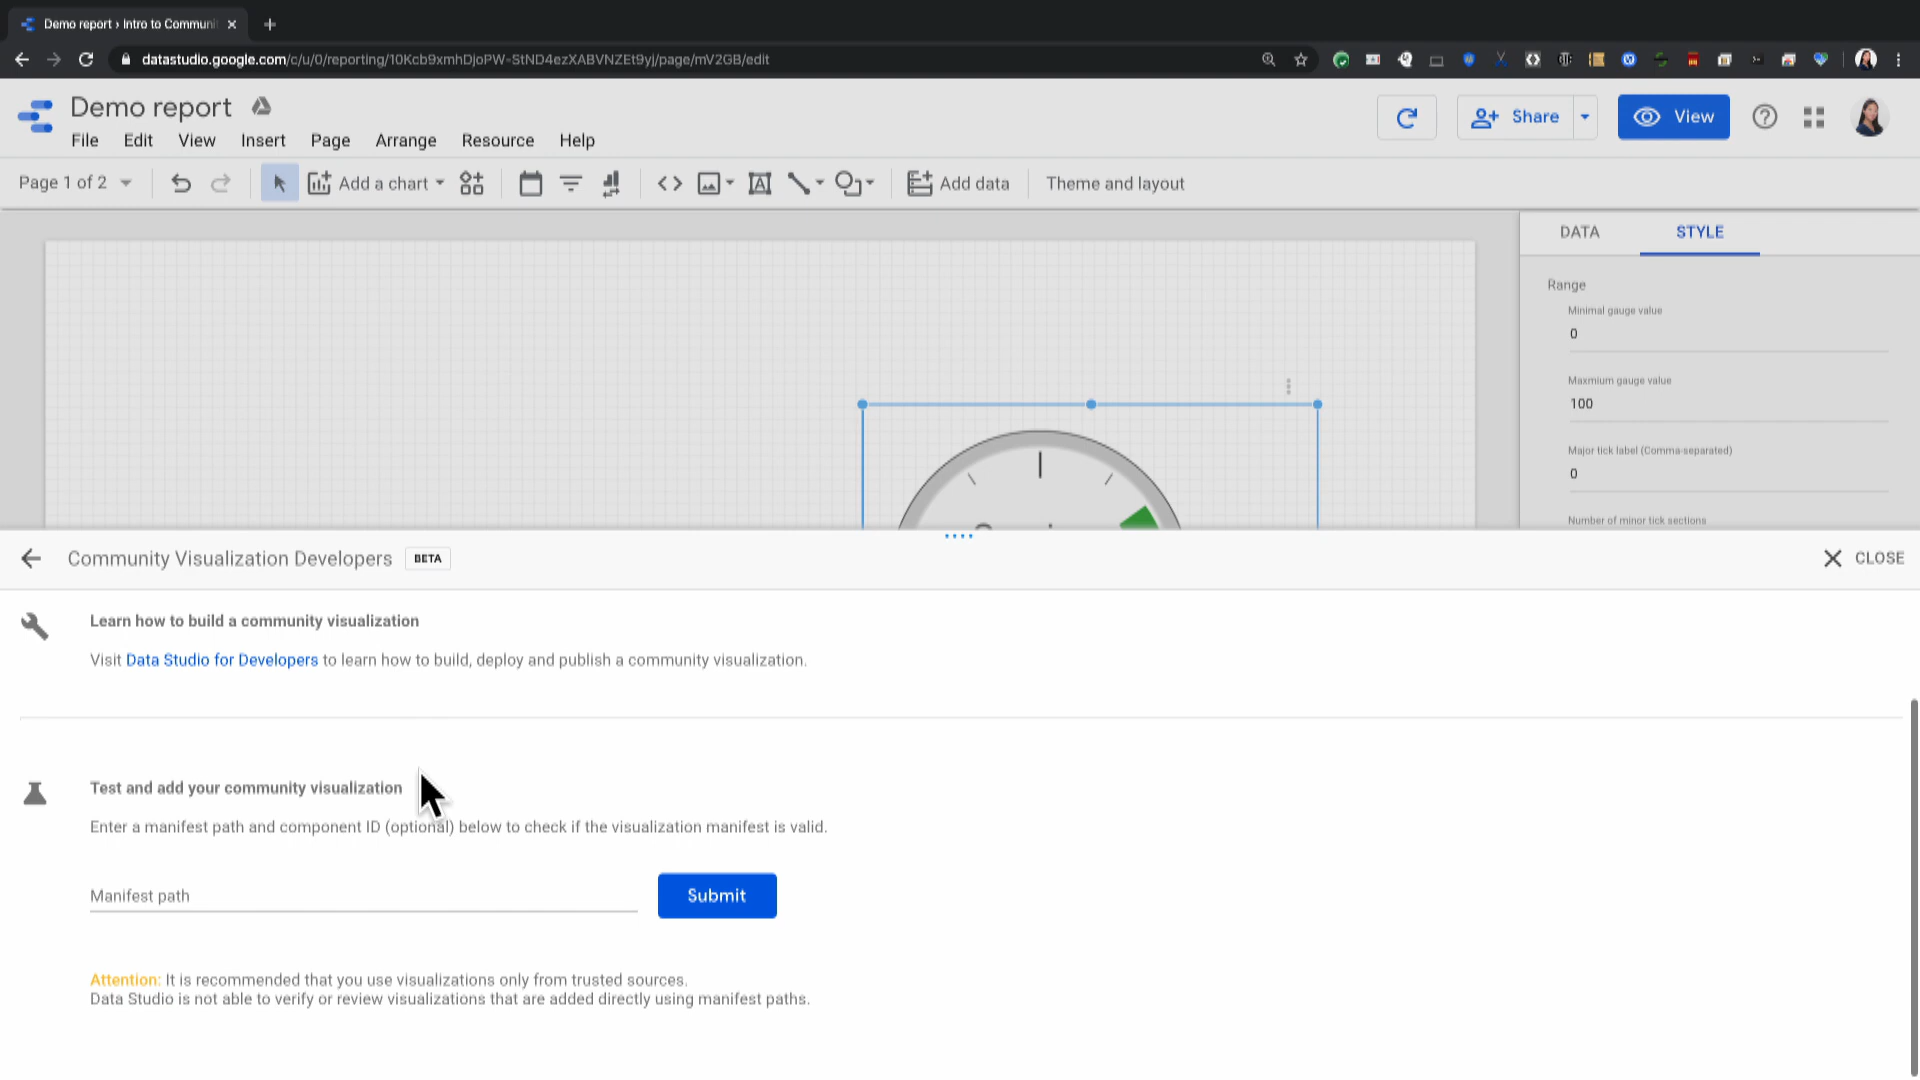 Demo report › Intro to Communi
datastudio.google.com/c/u/0/reporting/10Kcb9xmhDjoPW-StND4ezXABVNZEt9yj/page/mV2GB/edit
Demo report
File Edit View Insert Page Arrange Resource Help
Share
View
Page 1 of 2
Add a chart
Add data
Theme and layout
DATA
STYLE
Range
Minimal gauge value
0
Maxmium gauge value
100
Major tick label (Comma-separated)
0
Number of minor tick sections
Community Visualization Developers BETA
CLOSE
Learn how to build a community visualization
Visit Data Studio for Developers to learn how to build, deploy and publish a community visualization.
Test and add your community visualization
Enter a manifest path and component ID (optional) below to check if the visualization manifest is valid.
Manifest path
Submit
Attention: It is recommended that you use visualizations only from trusted sources.
Data Studio is not able to verify or review visualizations that are added directly using manifest paths.